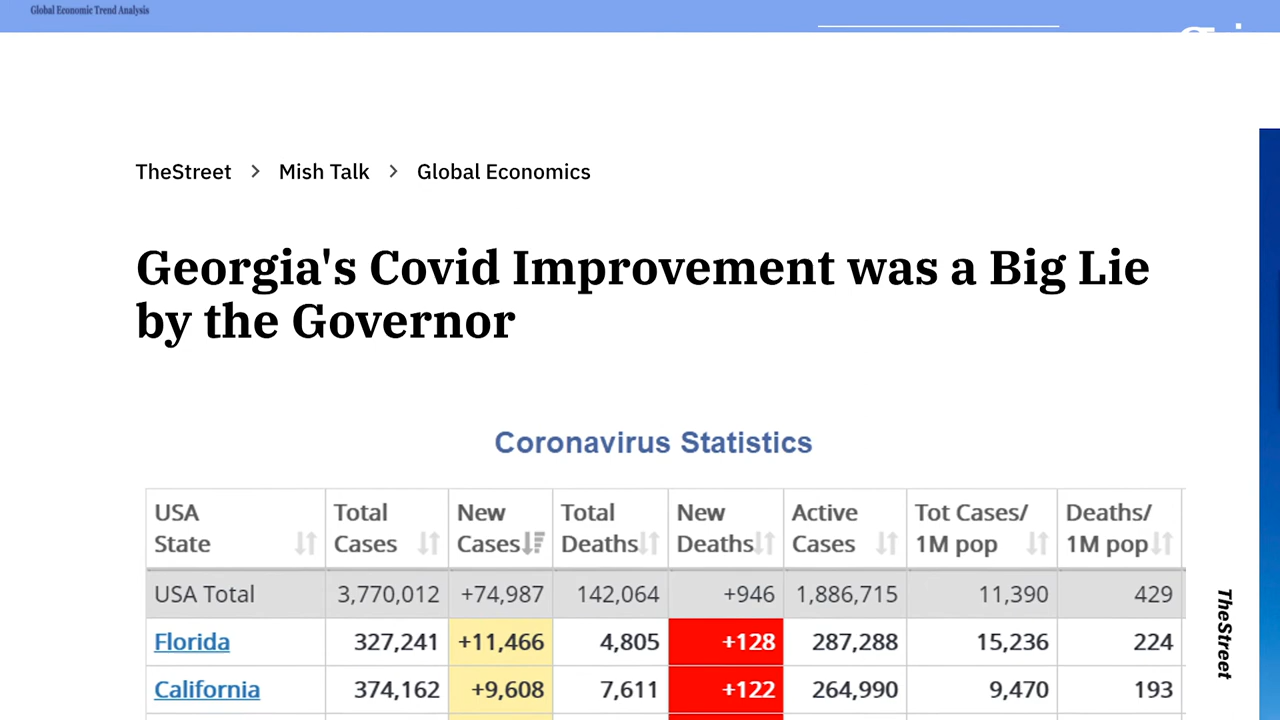 Global Economic Trend Analysis
TheStreet > Mish Talk > Global Economics
Georgia's Covid Improvement was a Big Lie
by the Governor
Coronavirus Statistics
USA State Total Cases New Cases Total Deaths New Deaths Active Cases Tot Cases/ 1M pop Deaths/ 1M pop
USA Total 3,770,012 +74,987 142,064 +946 1,886,715 11,390 429
Florida 327,241 +11,466 4,805 +128 287,288 15,236 224
California 374,162 +9,608 7,611 +122 264,990 9,470 193
TheStreet